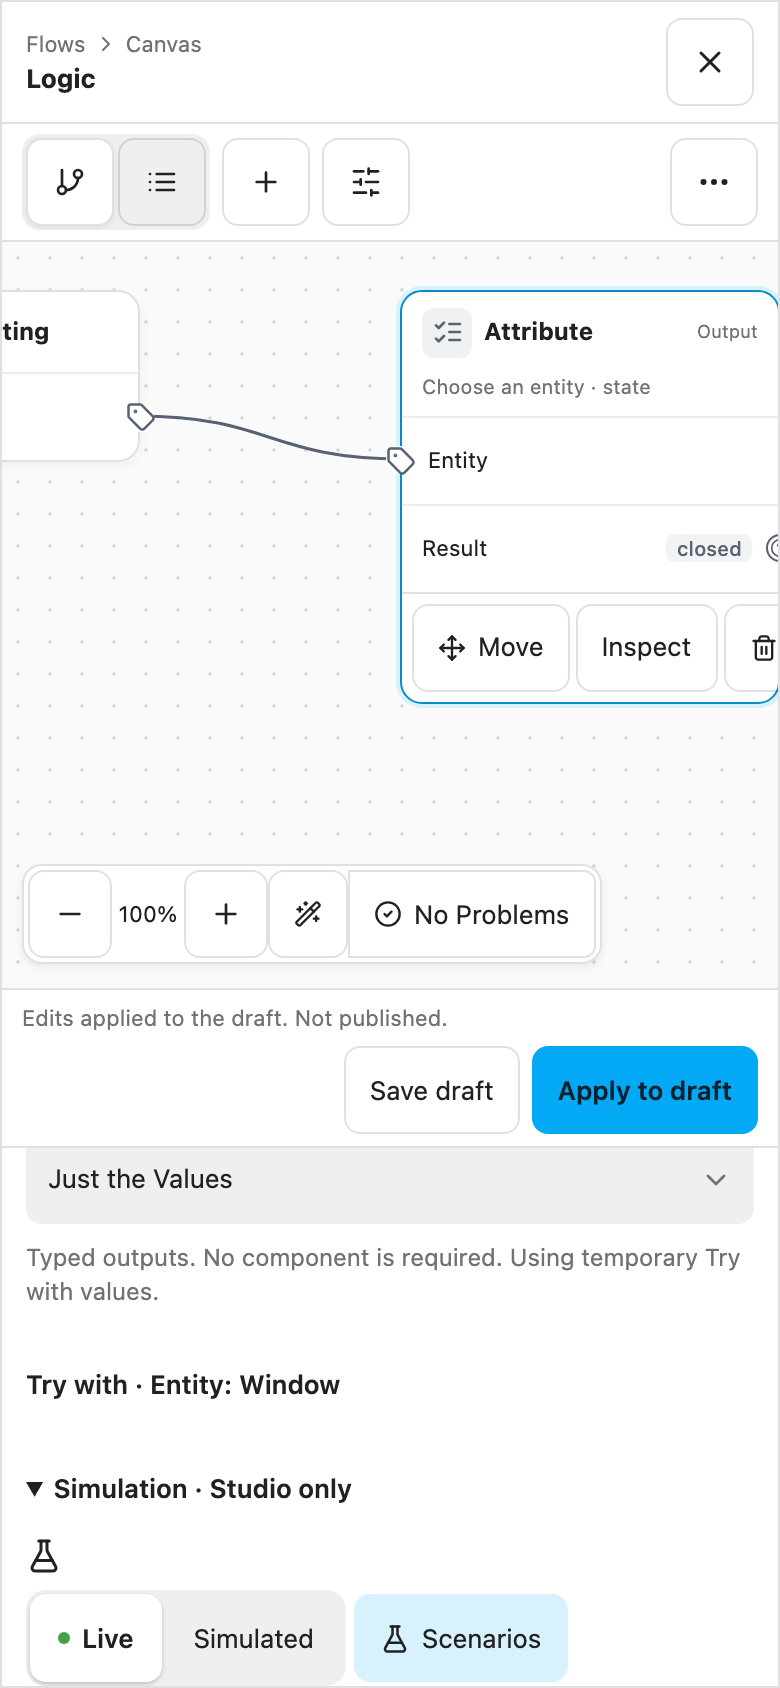 Flows > Canvas
Logic
ting
Attribute
Output
Choose an entity · state
Entity
Result
closed
Move
Inspect
100%
No Problems
Edits applied to the draft. Not published.
Save draft
Apply to draft
Just the Values
Typed outputs. No component is required. Using temporary Try
with values.
Try with · Entity: Window
Simulation · Studio only
Live
Simulated
Scenarios